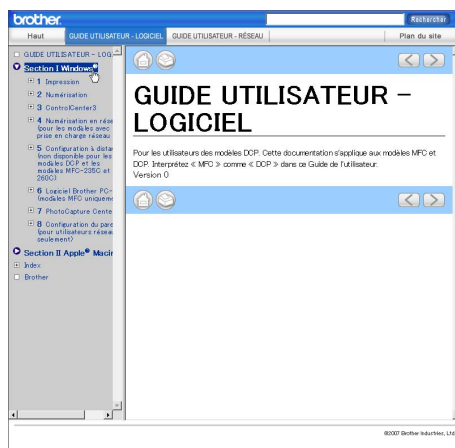 brother.
Rechercher
Haut
GUIDE UTILISATEUR - LOGICIEL
GUIDE UTILISATEUR - RÉSEAU
Plan du site
GUIDE UTILISATEUR - LOG
Section I Windows®
1 Impression
2 Numérisation
3 ControlCenter3
4 Numérisation en rése
(pour les modèles avec
prise en charge réseau
5 Configuration à distan
(non disponible pour les
modèles DCP et les
modèles MFC-235C et
260C)
6 Logiciel Brother PC-
(modèles MFC uniqueme
7 PhotoCapture Cente
8 Configuration du pare
(pour utilisateurs réseau
seulement)
Section II Apple® Macin
Index
Brother
GUIDE UTILISATEUR –
LOGICIEL
Pour les utilisateurs des modèles DCP. Cette documentation s'applique aux modèles MFC et
DCP. Interprétez « MFC » comme « DCP » dans ce Guide de l'utilisateur.
Version 0
©2007 Brother Industries, Ltd